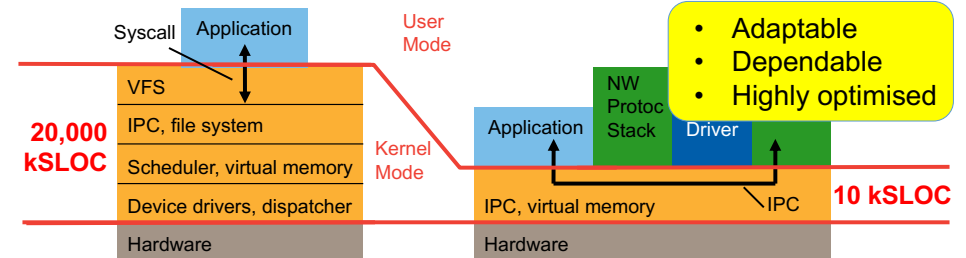 Syscall
Application
User
Mode
VFS
IPC, file system
Scheduler, virtual memory
Device drivers, dispatcher
Hardware
20,000
kSLOC
Kernel
Mode
Application
NW
Protoc
Stack
Driver
IPC, virtual memory
IPC
Hardware
10 kSLOC
• Adaptable
• Dependable
• Highly optimised